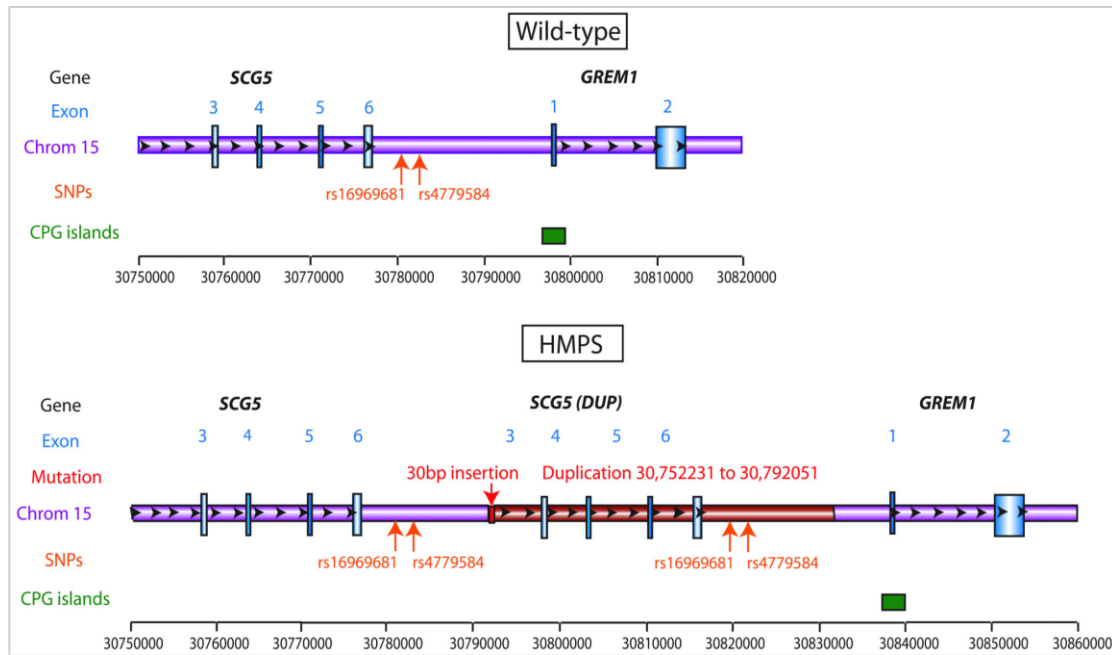 Wild-type
Gene SCG5 GREM1
Exon 3 4 5 6 1 2
Chrom 15
SNPs rs16969681 rs4779584
CPG islands
30750000 30760000 30770000 30780000 30790000 30800000 30810000 30820000
HMPS
Gene SCG5 SCG5 (DUP) GREM1
Exon 3 4 5 6 3 4 5 6 1 2
Mutation 30bp insertion Duplication 30,752231 to 30,792051
Chrom 15
SNPs rs16969681 rs4779584 rs16969681 rs4779584
CPG islands
30750000 30760000 30770000 30780000 30790000 30800000 30810000 30820000 30830000 30840000 30850000 30860000